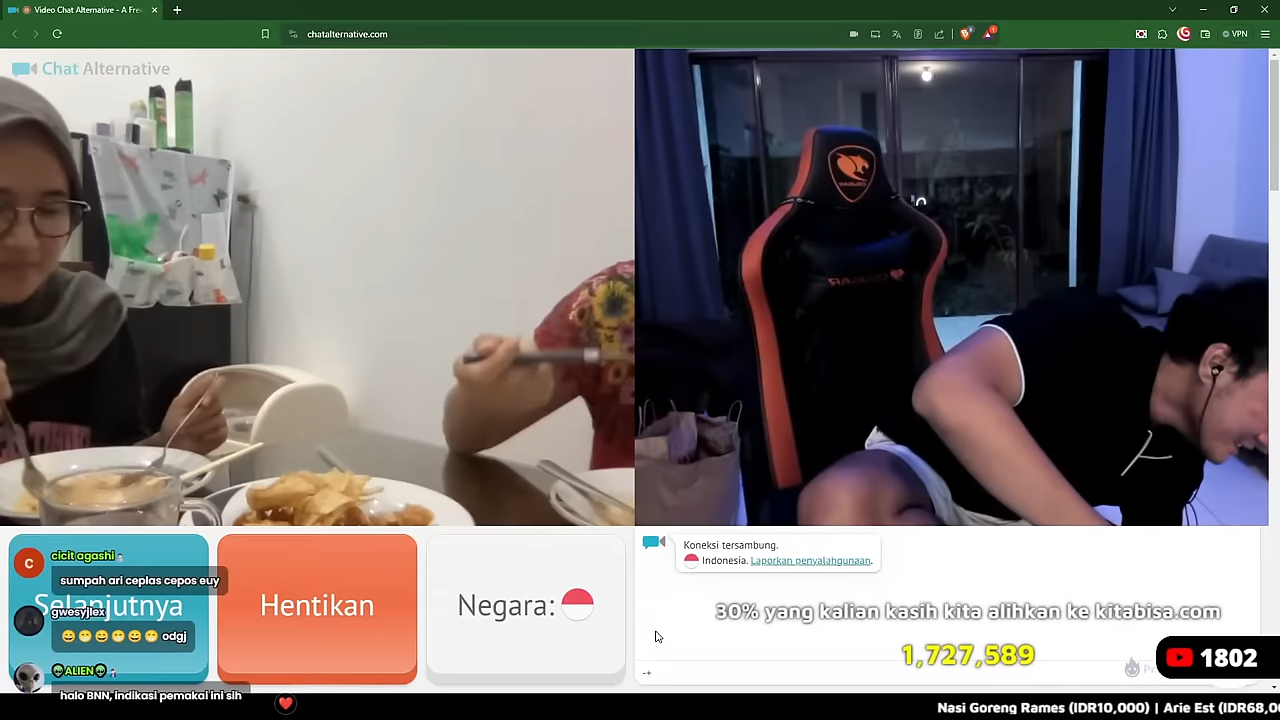 Video Chat Alternative - A Free
chatalternative.com
VPN
Chat Alternative
COUGAR
Koneksi tersambung.
Indonesia. Laporkan penyalahgunaan.
cicit agashi
sumpah ari ceplas cepos euy
Selanjutnya
Hentikan
Negara:
gwesyjlex
😄😁😄😁😄😁 odgj
👽ALIEN👽
halo BNN, indikasi pemakai ini sih
30% yang kalian kasih kita alihkan ke kitabisa.com
1,727,589
1802
Nasi Goreng Rames (IDR10,000) | Arie Est (IDR68,0